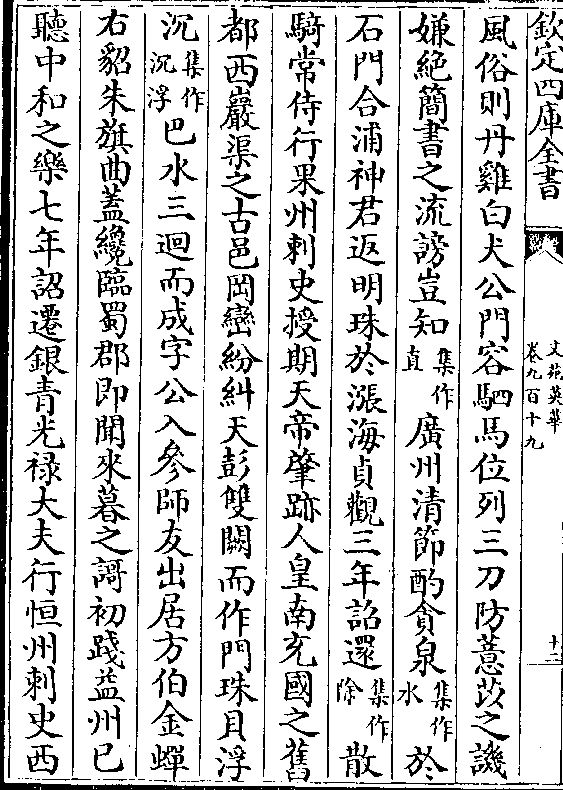 欽定四庫全書
文苑英華
卷九百十九
十二
風俗則丹雞白犬公門容駟馬位列三刀防薏苡之譏
嫌絶簡書之流謗豈知集作直廣州清節酌貪泉集作水於
石門合浦神君返明珠於漲海貞觀三年詔還集作除散
騎常侍行果州刺史授期天帝肇跡人皇南充國之舊
都西巖渠之古邑岡巒紛糾天彭雙闕而作門珠貝浮
沉集作沉浮巴水三迴而成字公入參師友出居方伯金蟬
右貂朱旗曲蓋纔臨蜀郡即聞來暮之謌初踐益州已
聽中和之樂七年詔遷銀青光禄大夫行恒州刺史西